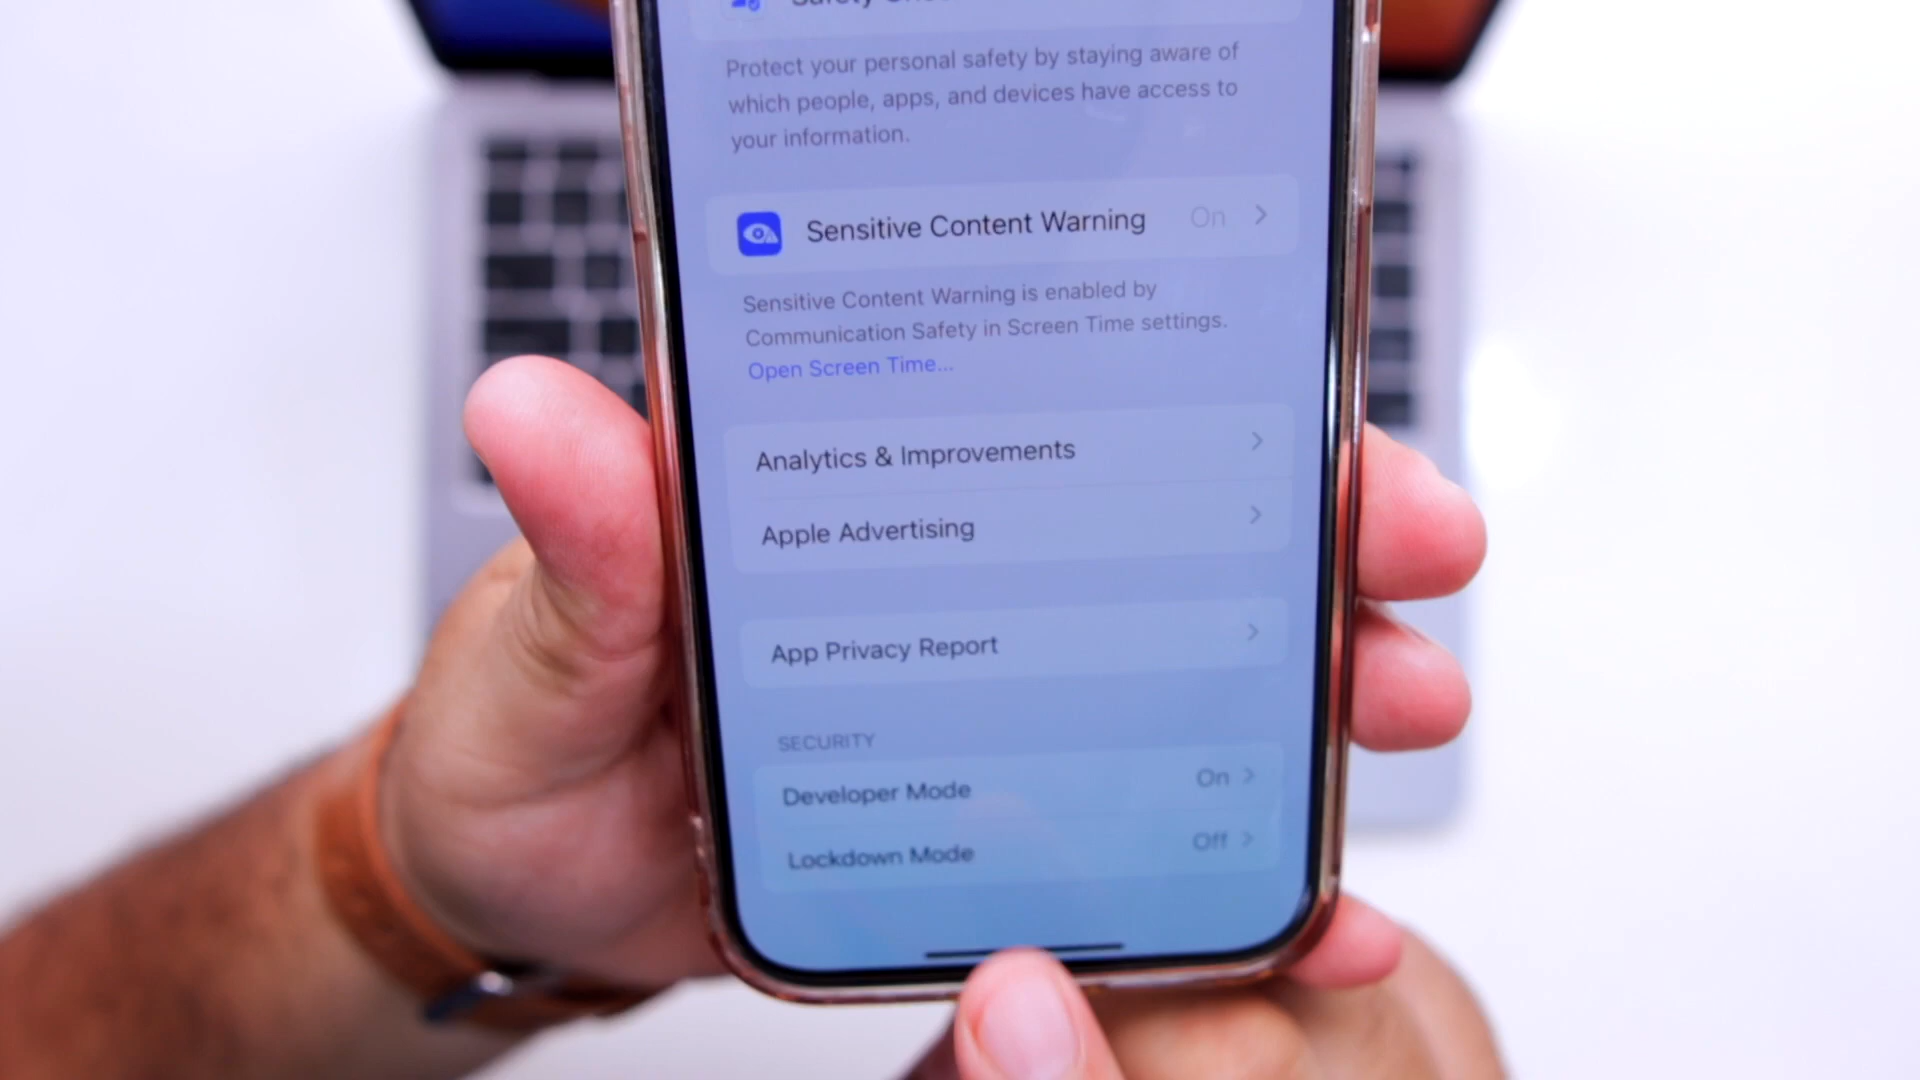 Safety
Protect your personal safety by staying aware of
which people, apps, and devices have access to
your information.
Sensitive Content Warning On
Sensitive Content Warning is enabled by
Communication Safety in Screen Time settings.
Open Screen Time...
Analytics & Improvements
Apple Advertising
App Privacy Report
SECURITY
Developer Mode On
Lockdown Mode Off